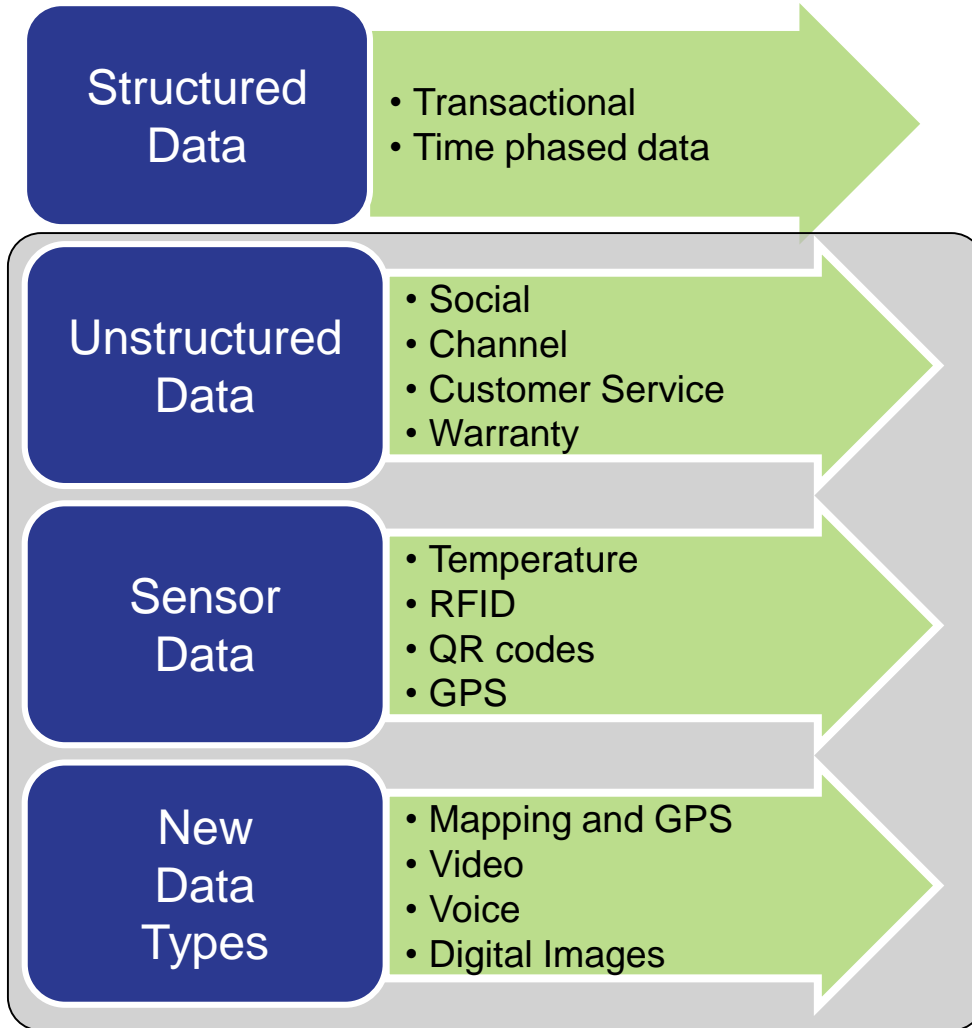 Structured
Data
• Transactional
• Time phased data
Unstructured
Data
• Social
• Channel
• Customer Service
• Warranty
Sensor
Data
• Temperature
• RFID
• QR codes
• GPS
New
Data
Types
• Mapping and GPS
• Video
• Voice
• Digital Images